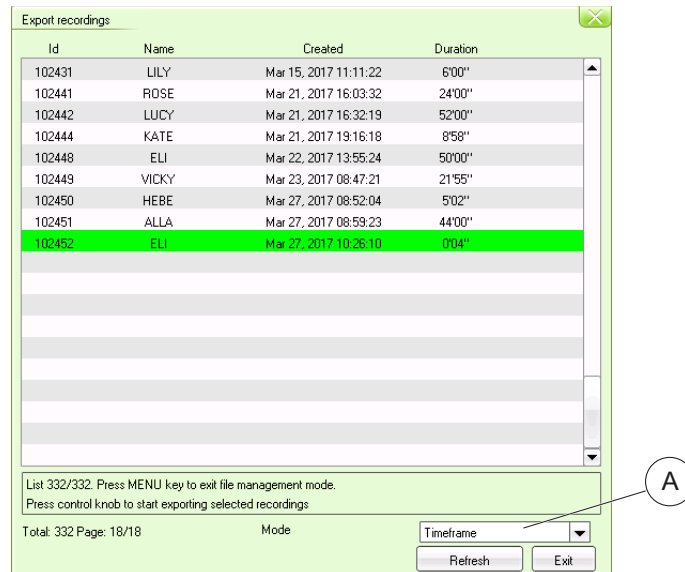 Export recordings
Id Name Created Duration
102431 LILY Mar 15, 2017 11:11:22 6'00''
102441 ROSE Mar 21, 2017 16:03:32 24'00''
102442 LUCY Mar 21, 2017 16:32:19 52'00''
102444 KATE Mar 21, 2017 19:16:18 8'58''
102448 ELI Mar 22, 2017 13:55:24 50'00''
102449 VICKY Mar 23, 2017 08:47:21 21'55''
102450 HEBE Mar 27, 2017 08:52:04 5'02''
102451 ALLA Mar 27, 2017 08:59:23 44'00''
102452 ELI Mar 27, 2017 10:26:10 0'04''
List 332/332. Press MENU key to exit file management mode.
Press control knob to start exporting selected recordings
Total: 332 Page: 18/18 Mode Timeframe
Refresh Exit
A